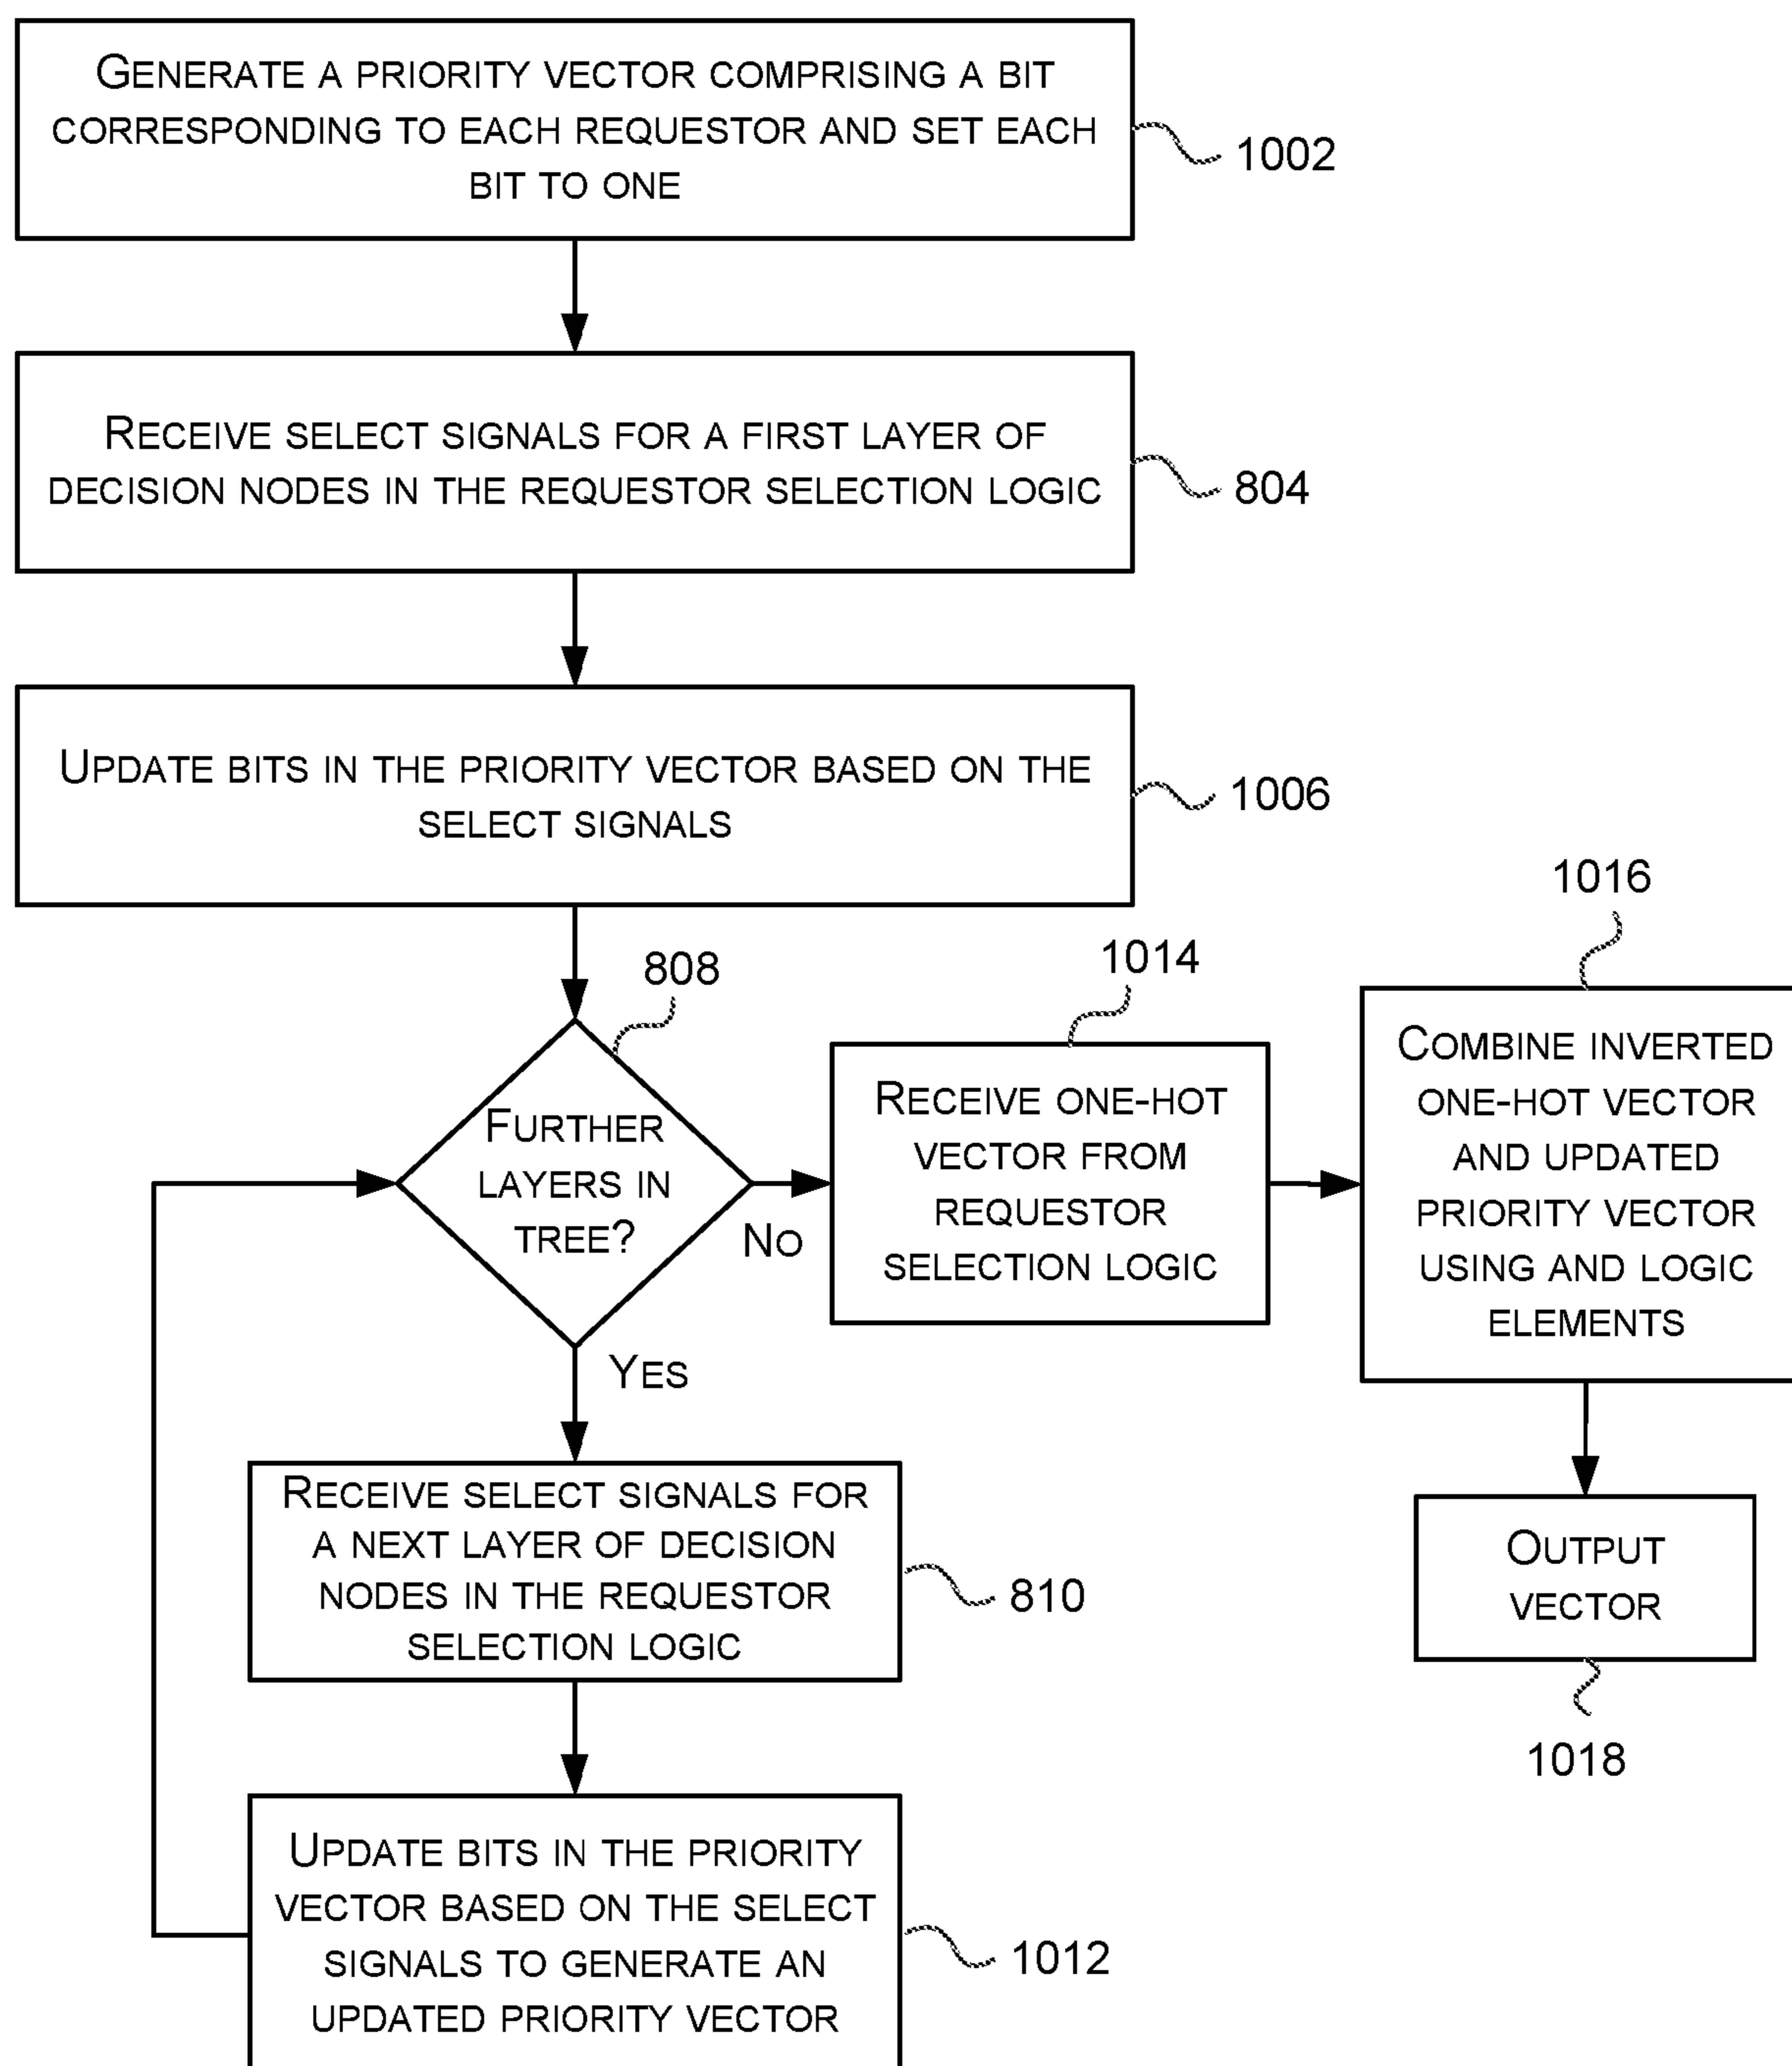 GENERATE A PRIORITY VECTOR COMPRISING A BIT
CORRESPONDING TO EACH REQUESTOR AND SET EACH
BIT TO ONE
1002
RECEIVE SELECT SIGNALS FOR A FIRST LAYER OF
DECISION NODES IN THE REQUESTOR SELECTION LOGIC
804
UPDATE BITS IN THE PRIORITY VECTOR BASED ON THE
SELECT SIGNALS
1006
808
FURTHER
LAYERS IN
TREE?
NO
YES
1014
RECEIVE ONE-HOT
VECTOR FROM
REQUESTOR
SELECTION LOGIC
1016
COMBINE INVERTED
ONE-HOT VECTOR
AND UPDATED
PRIORITY VECTOR
USING AND LOGIC
ELEMENTS
OUTPUT
VECTOR
1018
RECEIVE SELECT SIGNALS FOR
A NEXT LAYER OF DECISION
NODES IN THE REQUESTOR
SELECTION LOGIC
810
UPDATE BITS IN THE PRIORITY
VECTOR BASED ON THE SELECT
SIGNALS TO GENERATE AN
UPDATED PRIORITY VECTOR
1012